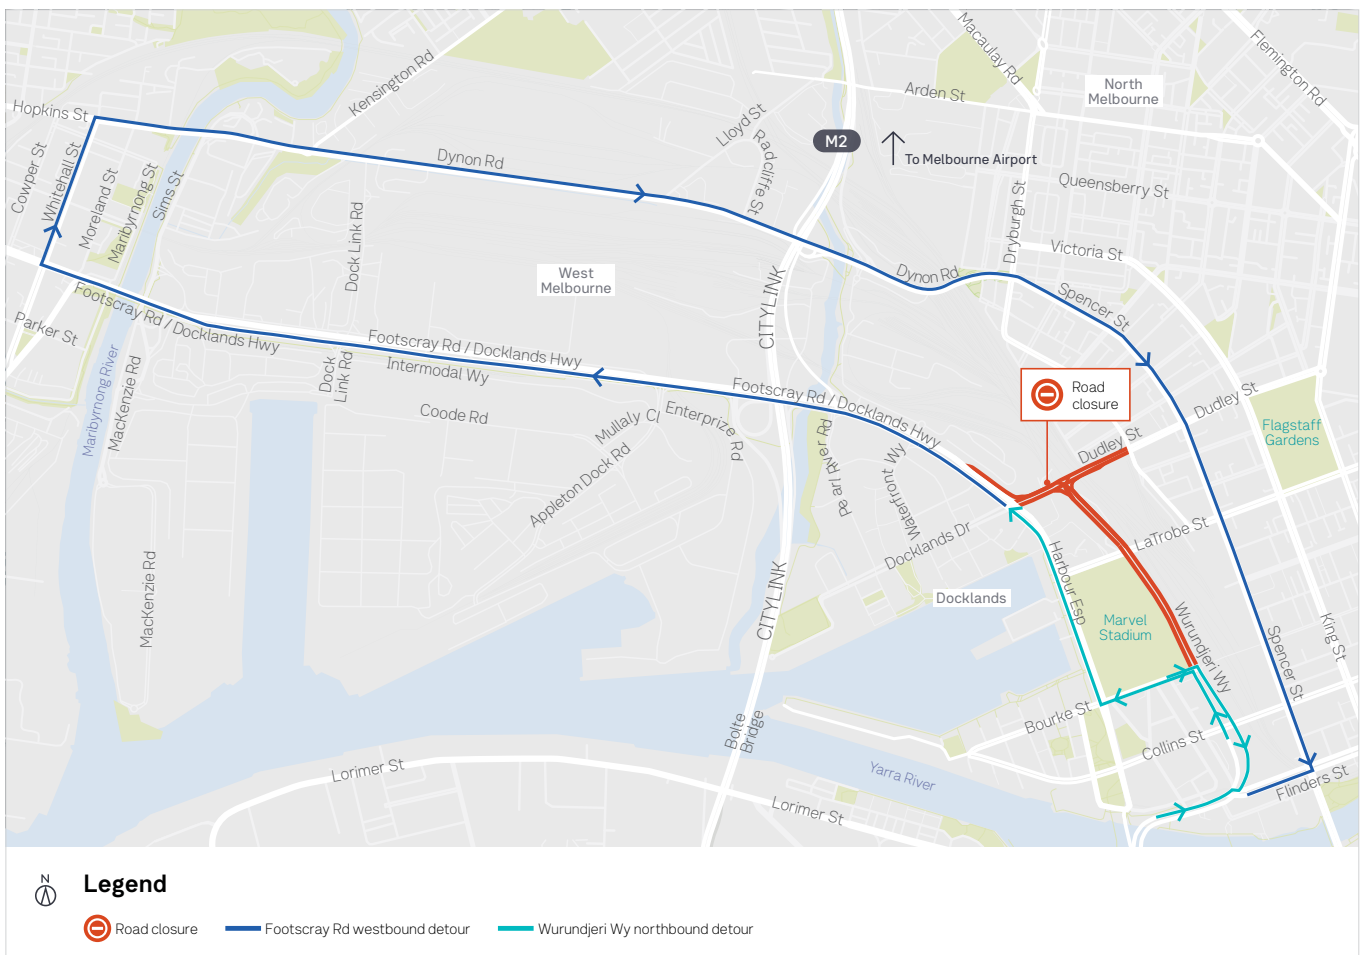 Hopkins St
Cowper St
Whitehall St
Moreland St
Maribyrnong St
Sims St
Kensington Rd
Dynon Rd
Dock Link Rd
Lloyd St
Radcliffe St
M2
To Melbourne Airport
Macaulay Rd
Arden St
North
Melbourne
Flemington Rd
Queensberry St
Dryburgh St
Victoria St
West
Melbourne
CITYLINK
Dynon Rd
Spencer St
Parker St
Footscray Rd / Docklands Hwy
Footscray Rd / Docklands Hwy
Intermodal Wy
Dock
Link Rd
Maribyrnong River
MacKenzie Rd
Coode Rd
Mullaly Cl
Enterprize Rd
Appleton Dock Rd
Footscray Rd / Docklands Hwy
Pearl River Rd
Waterfront Wy
Docklands Dr
Road
closure
Dudley St
Dudley St
Flagstaff
Gardens
LaTrobe St
MacKenzie Rd
CITYLINK
Docklands
Harbour Esp
Marvel
Stadium
Wurundjeri Wy
Spencer St
King St
Bourke St
Collins St
Flinders St
Bolte
Bridge
Yarra River
Lorimer St
Lorimer St
N
Legend
Road closure
Footscray Rd westbound detour
Wurundjeri Wy northbound detour